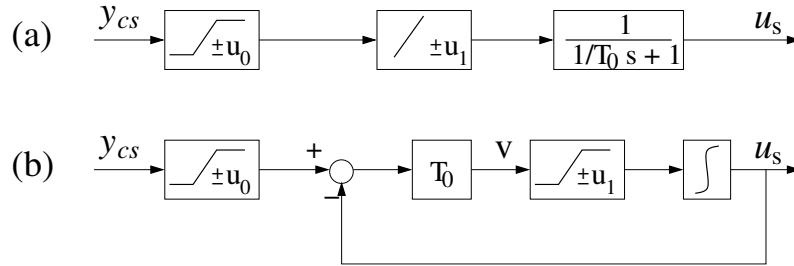 (a) y_cs ±u_0 ±u_1 1 u_s
1/T_0 s + 1
(b) y_cs ±u_0 + − T_0 v ±u_1 ∫ u_s